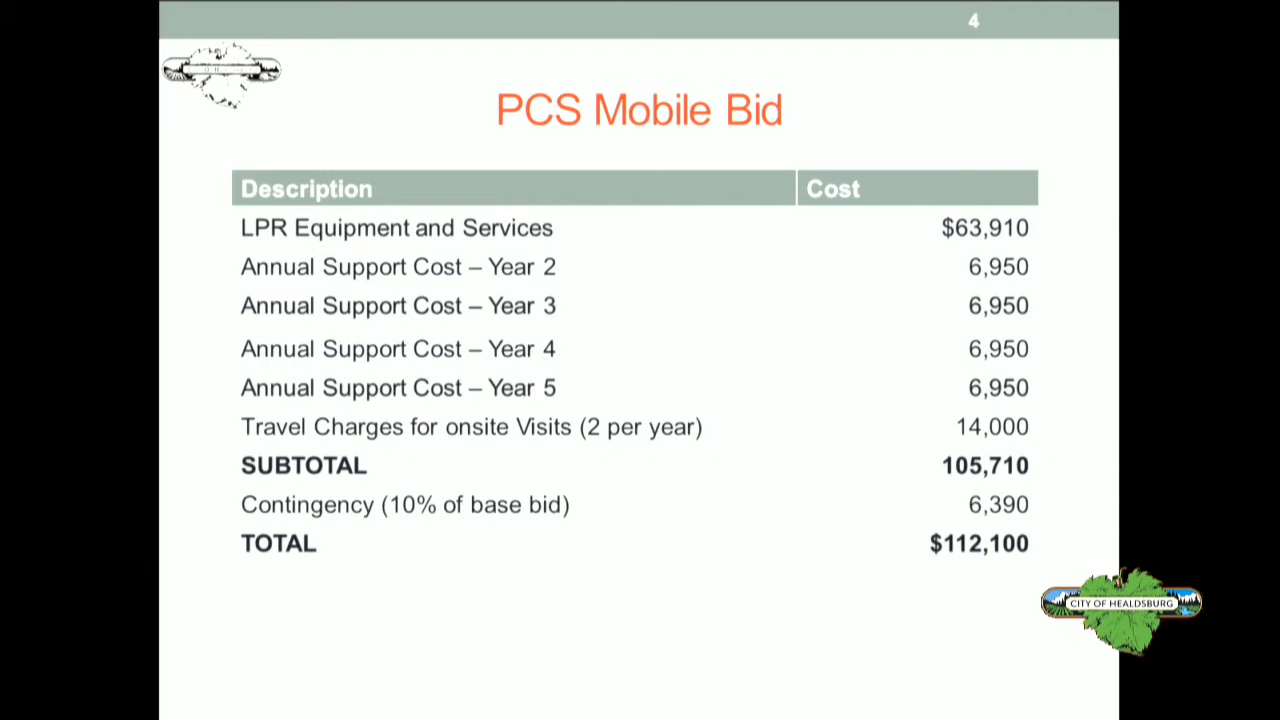 4
PCS Mobile Bid
Description Cost
LPR Equipment and Services $63,910
Annual Support Cost – Year 2 6,950
Annual Support Cost – Year 3 6,950
Annual Support Cost – Year 4 6,950
Annual Support Cost – Year 5 6,950
Travel Charges for onsite Visits (2 per year) 14,000
SUBTOTAL 105,710
Contingency (10% of base bid) 6,390
TOTAL $112,100
CITY OF HEALDSBURG